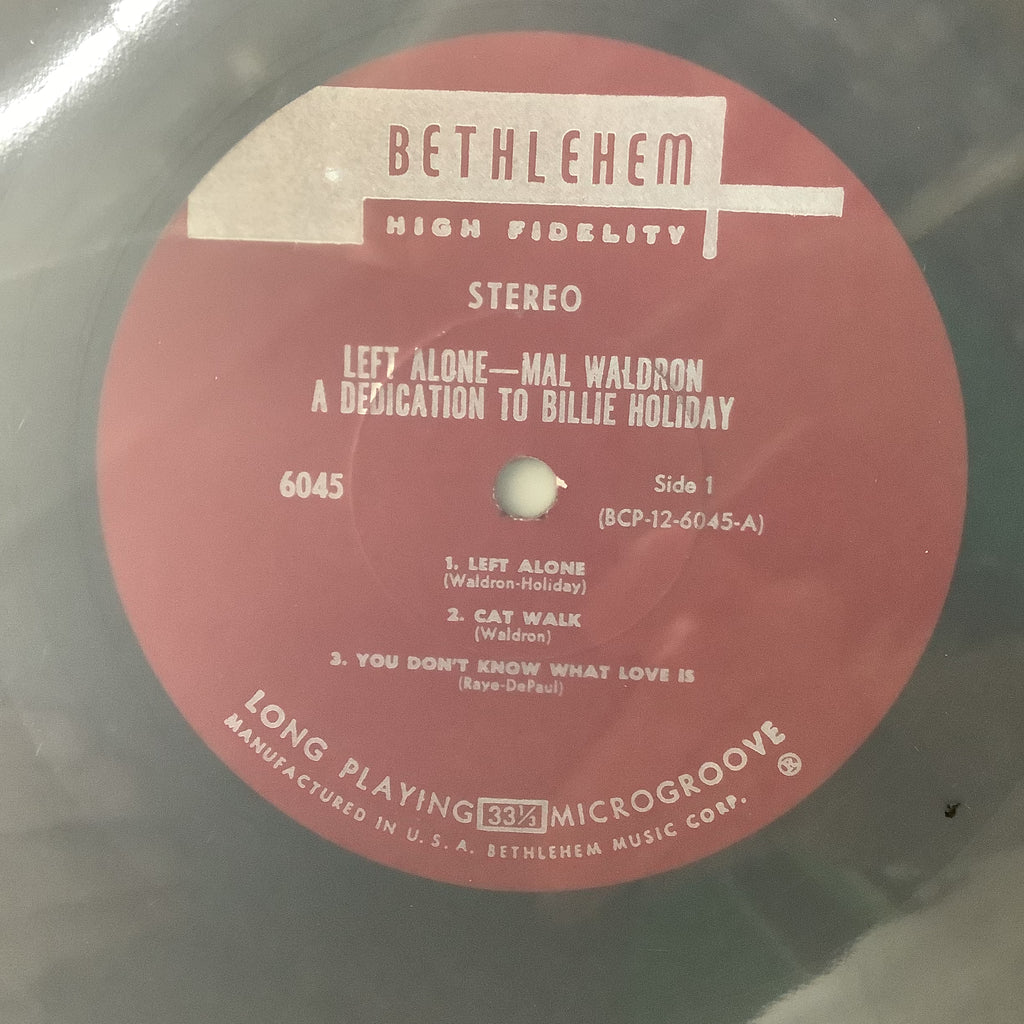 BETHLEHEM
HIGH FIDELITY
STEREO
LEFT ALONE—MAL WALDRON
A DEDICATION TO BILLIE HOLIDAY
6045
Side 1
(BCP-12-6045-A)
1. LEFT ALONE
(Waldron-Holiday)
2. CAT WALK
(Waldron)
3. YOU DON'T KNOW WHAT LOVE IS
(Raye-DePaul)
LONG PLAYING 33⅓ MICROGROOVE ®
MANUFACTURED IN U. S. A. BETHLEHEM MUSIC CORP.